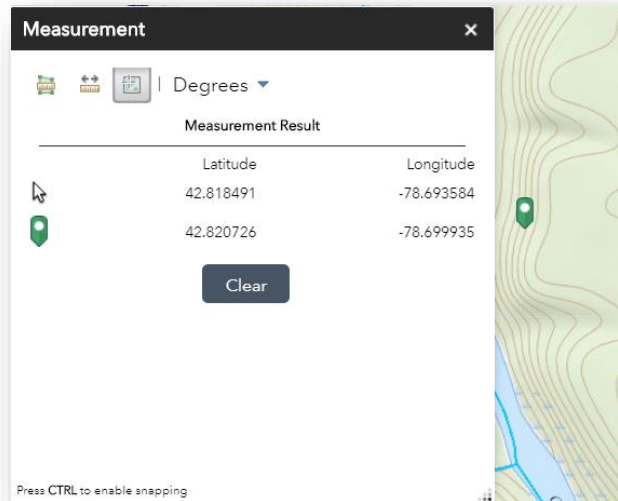 Measurement
Degrees
Measurement Result
Latitude Longitude
42.818491 -78.693584
42.820726 -78.699935
Clear
Press CTRL to enable snapping